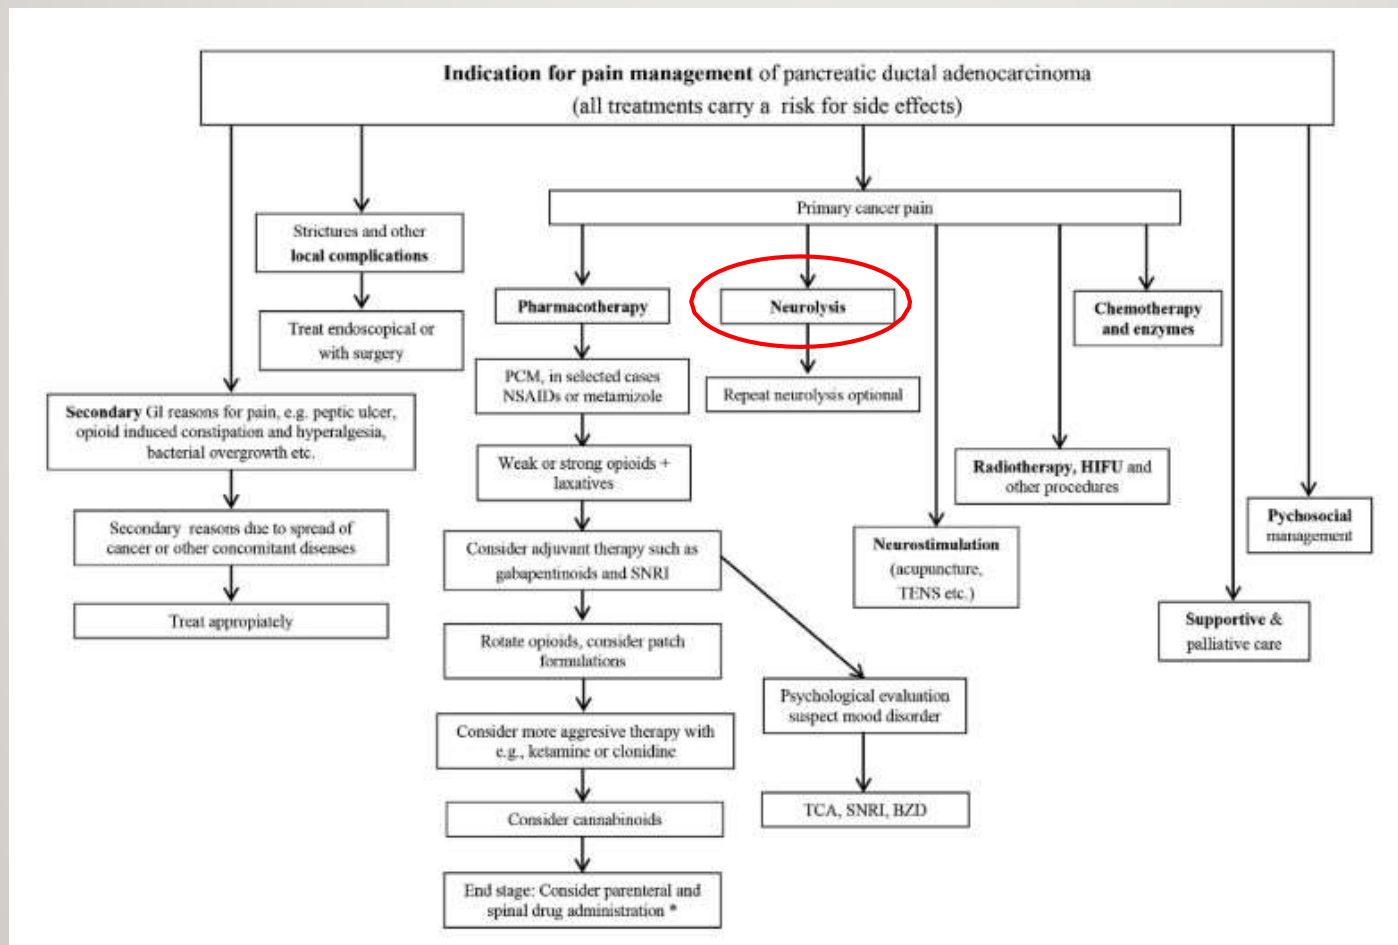 Indication for pain management of pancreatic ductal adenocarcinoma
(all treatments carry a risk for side effects)
Primary cancer pain
Strictures and other
local complications
Treat endoscopical or
with surgery
Secondary GI reasons for pain, e.g. peptic ulcer,
opioid induced constipation and hyperalgesia,
bacterial overgrowth etc.
Secondary reasons due to spread of
cancer or other concomitant diseases
Treat appropiately
Pharmacotherapy
PCM, in selected cases
NSAIDs or metamizole
Weak or strong opioids +
laxatives
Consider adjuvant therapy such as
gabapentinoids and SNRI
Rotate opioids, consider patch
formulations
Consider more aggresive therapy with
e.g., ketamine or clonidine
Consider cannabinoids
End stage: Consider parenteral and
spinal drug administration *
Psychological evaluation
suspect mood disorder
TCA, SNRI, BZD
Neurolysis
Repeat neurolysis optional
Neurostimulation
(acupuncture,
TENS etc.)
Radiotherapy, HIFU and
other procedures
Chemotherapy
and enzymes
Supportive &
palliative care
Pychosocial
management